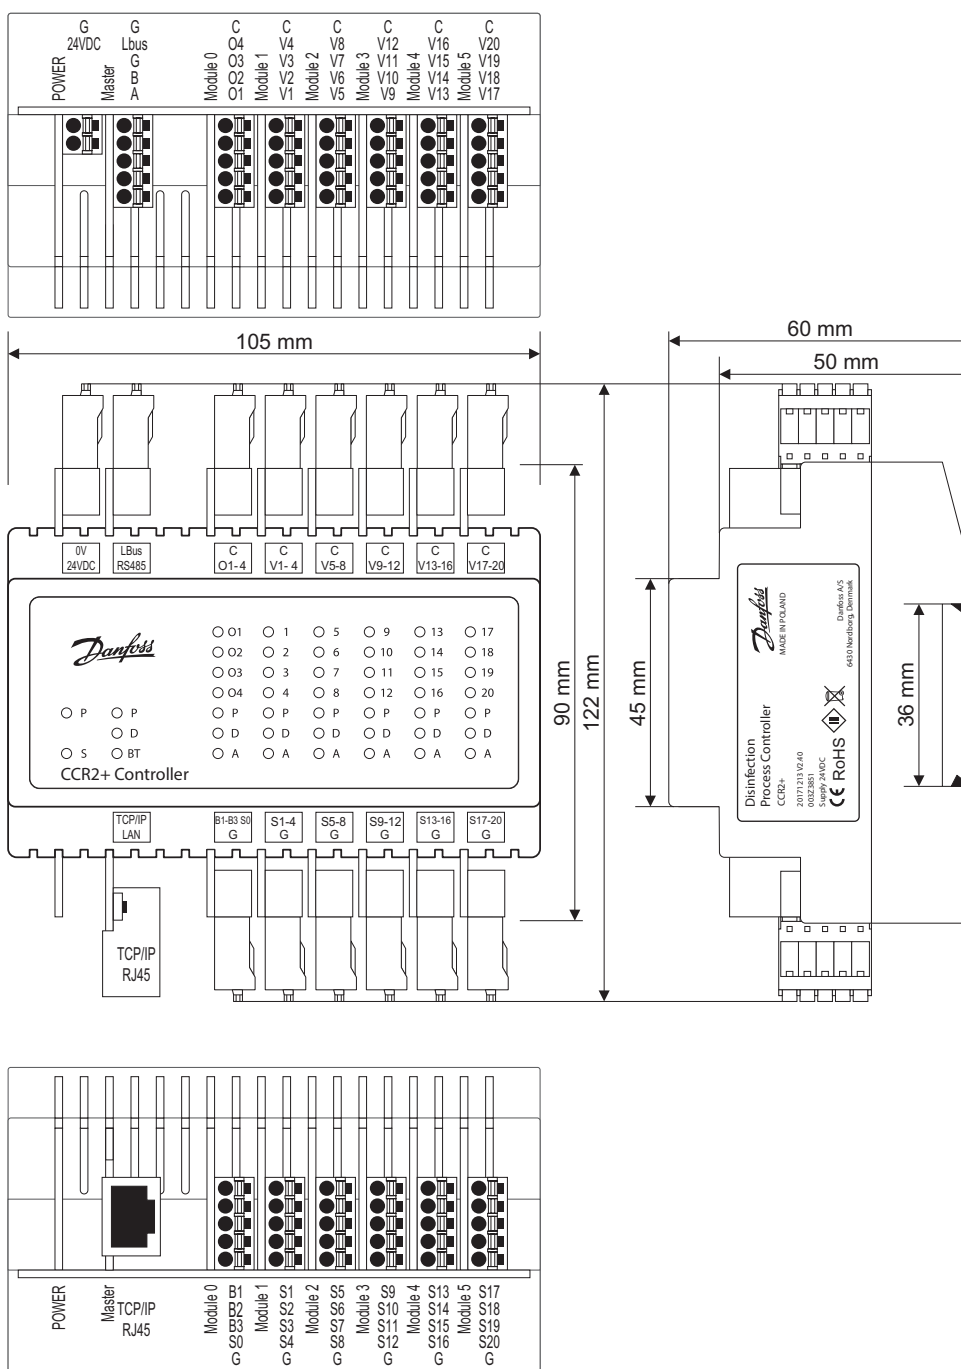 G G C C C C C C
24VDC Lbus O4 V4 V8 V12 V16 V20
G O3 V3 V7 V11 V15 V19
B O2 V2 V6 V10 V14 V18
A O1 V1 V5 V9 V13 V17
POWER Master Module 0 Module 1 Module 2 Module 3 Module 4 Module 5
105 mm
60 mm
50 mm
0V LBus C C C C C C
24VDC RS485 O1-4 V1-4 V5-8 V9-12 V13-16 V17-20
Danfoss
O1 1 5 9 13 17
O2 2 6 10 14 18
O3 3 7 11 15 19
O4 4 8 12 16 20
P P P P P P P P
D D D D D D D
S BT A A A A A A
CCR2+ Controller
TCP/IP B1-B3 S0 S1-4 S5-8 S9-12 S13-16 S17-20
LAN G G G G G G
TCP/IP
RJ45
90 mm
122 mm
45 mm
36 mm
Danfoss
MADE IN POLAND
Danfoss A/S
6430 Nordborg, Denmark
Disinfection
Process Controller
CCR2+
20171213 V2.40
003Z3851
Supply 24VDC
CE RoHS
POWER Master Module 0 Module 1 Module 2 Module 3 Module 4 Module 5
TCP/IP
RJ45
B1 S1 S5 S9 S13 S17
B2 S2 S6 S10 S14 S18
B3 S3 S7 S11 S15 S19
S0 S4 S8 S12 S16 S20
G G G G G G